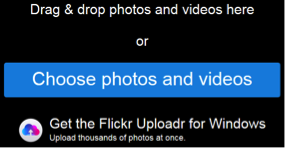 Drag & drop photos and videos here
or
Choose photos and videos
Get the Flickr Uploadr for Windows
Upload thousands of photos at once.